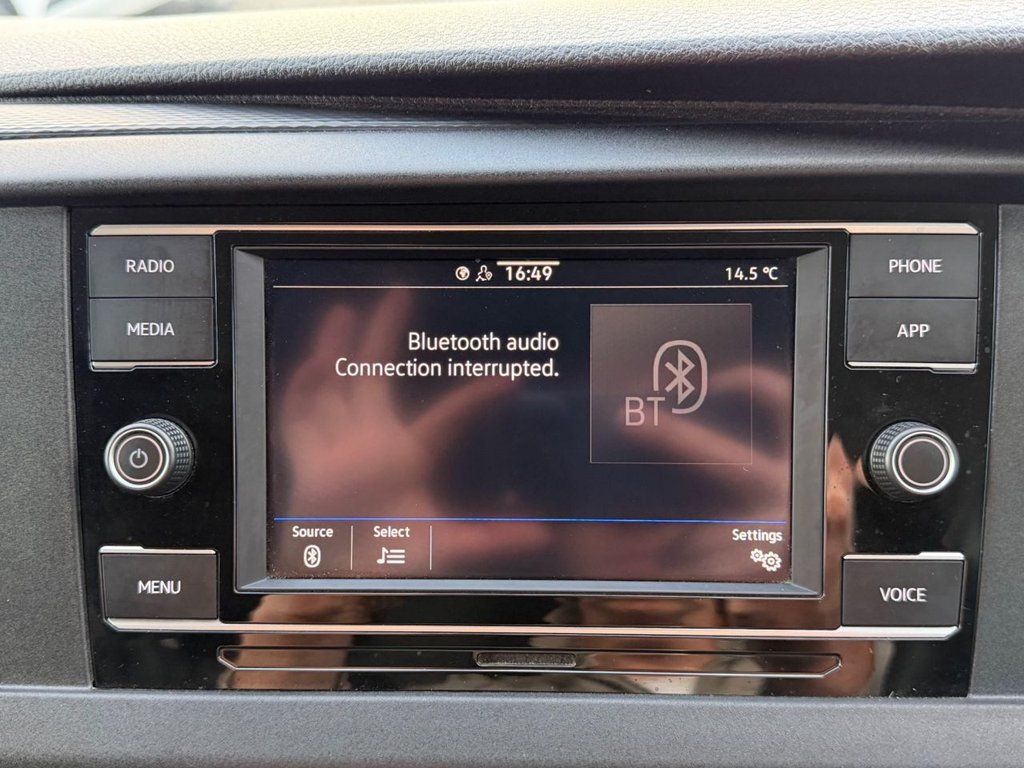 RADIO
MEDIA
MENU
16:49
14.5 °C
Bluetooth audio
Connection interrupted.
BT
Source
Select
Settings
PHONE
APP
VOICE